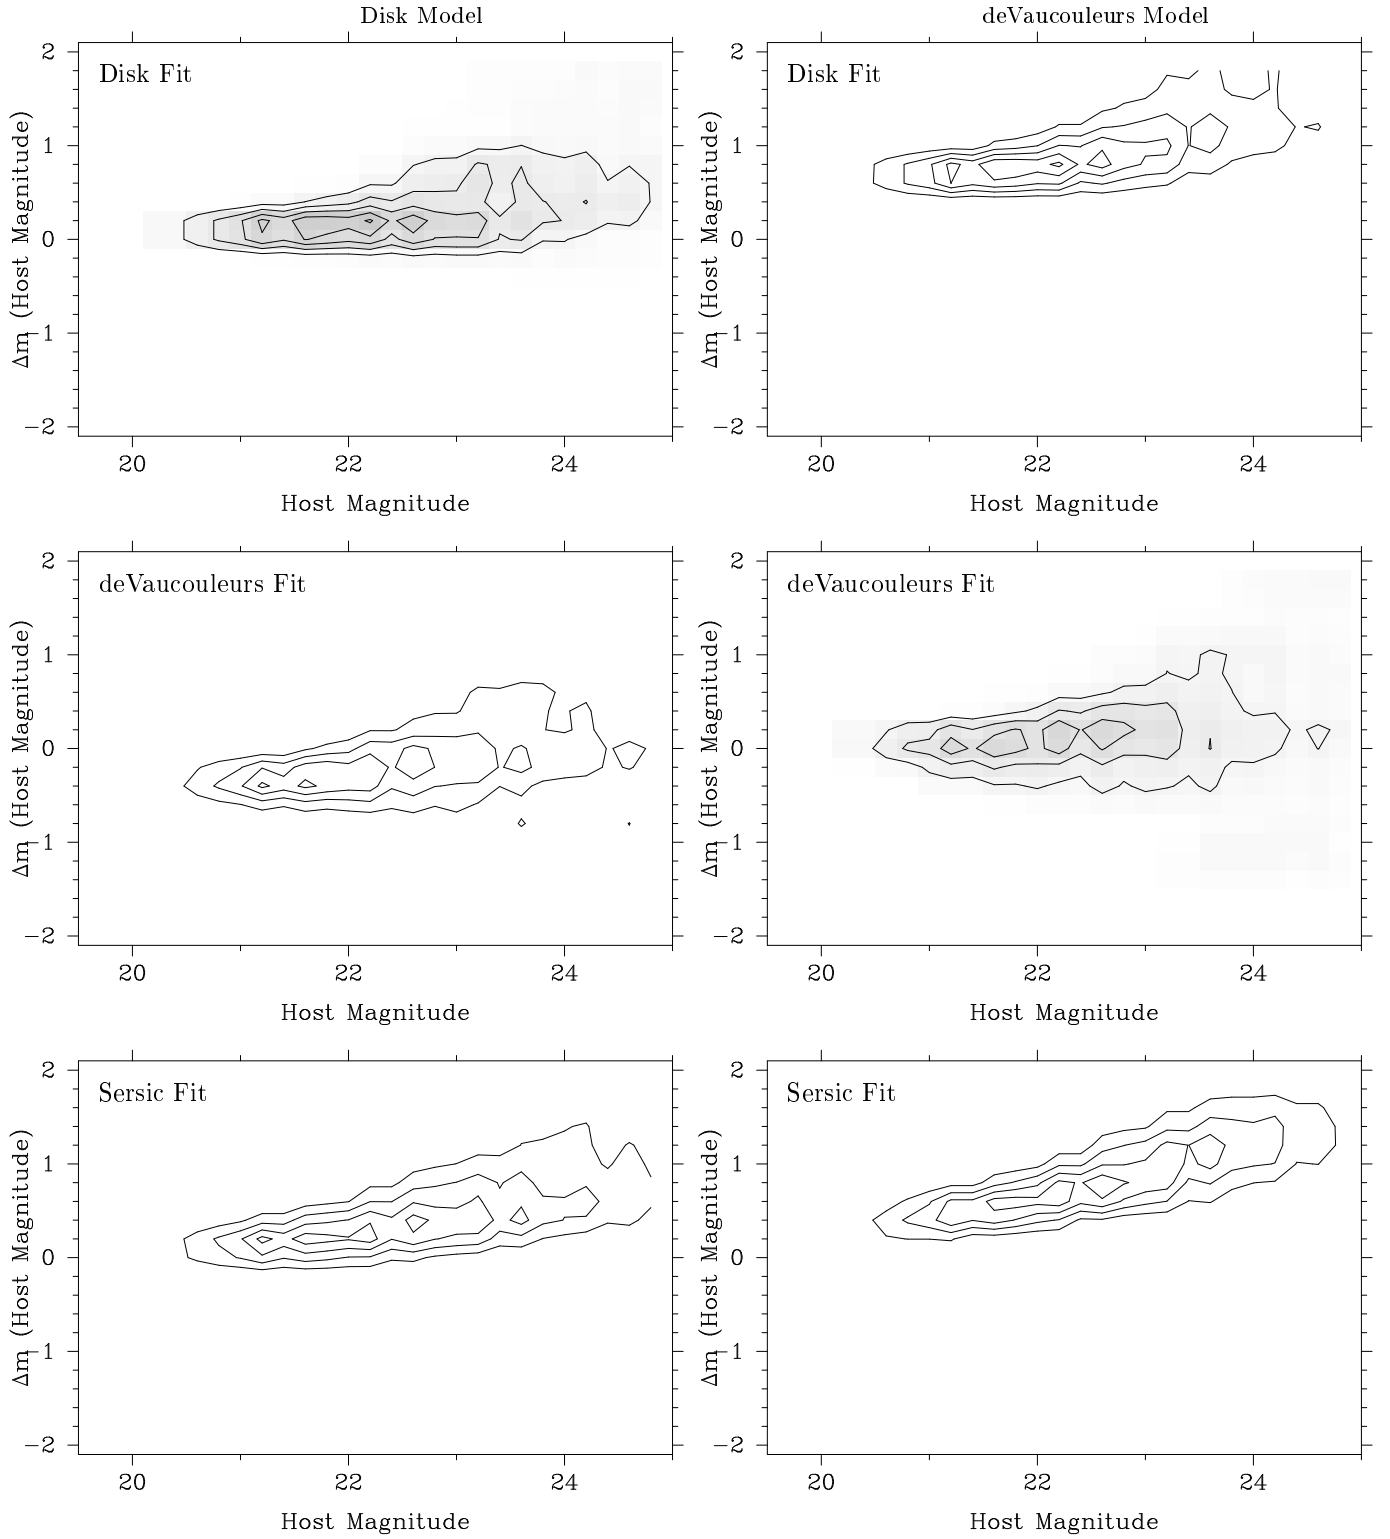 Disk Model
deVaucouleurs Model
Disk Fit
2
1
0
−1
−2
Δm (Host Magnitude)
20
22
24
Host Magnitude
Disk Fit
2
1
0
−1
−2
Δm (Host Magnitude)
20
22
24
Host Magnitude
deVaucouleurs Fit
2
1
0
−1
−2
Δm (Host Magnitude)
20
22
24
Host Magnitude
deVaucouleurs Fit
2
1
0
−1
−2
Δm (Host Magnitude)
20
22
24
Host Magnitude
Sersic Fit
2
1
0
−1
−2
Δm (Host Magnitude)
20
22
24
Host Magnitude
Sersic Fit
2
1
0
−1
−2
Δm (Host Magnitude)
20
22
24
Host Magnitude